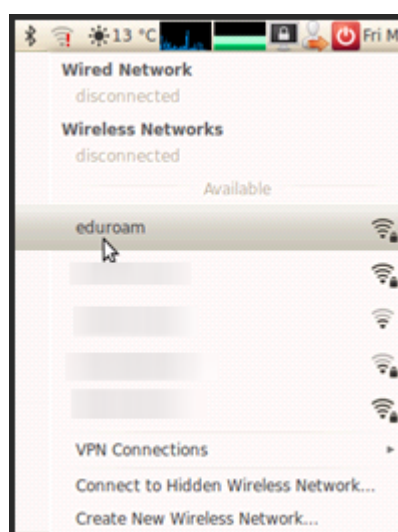 13 °C Fri M
Wired Network
disconnected
Wireless Networks
disconnected
Available
eduroam
VPN Connections
Connect to Hidden Wireless Network...
Create New Wireless Network...